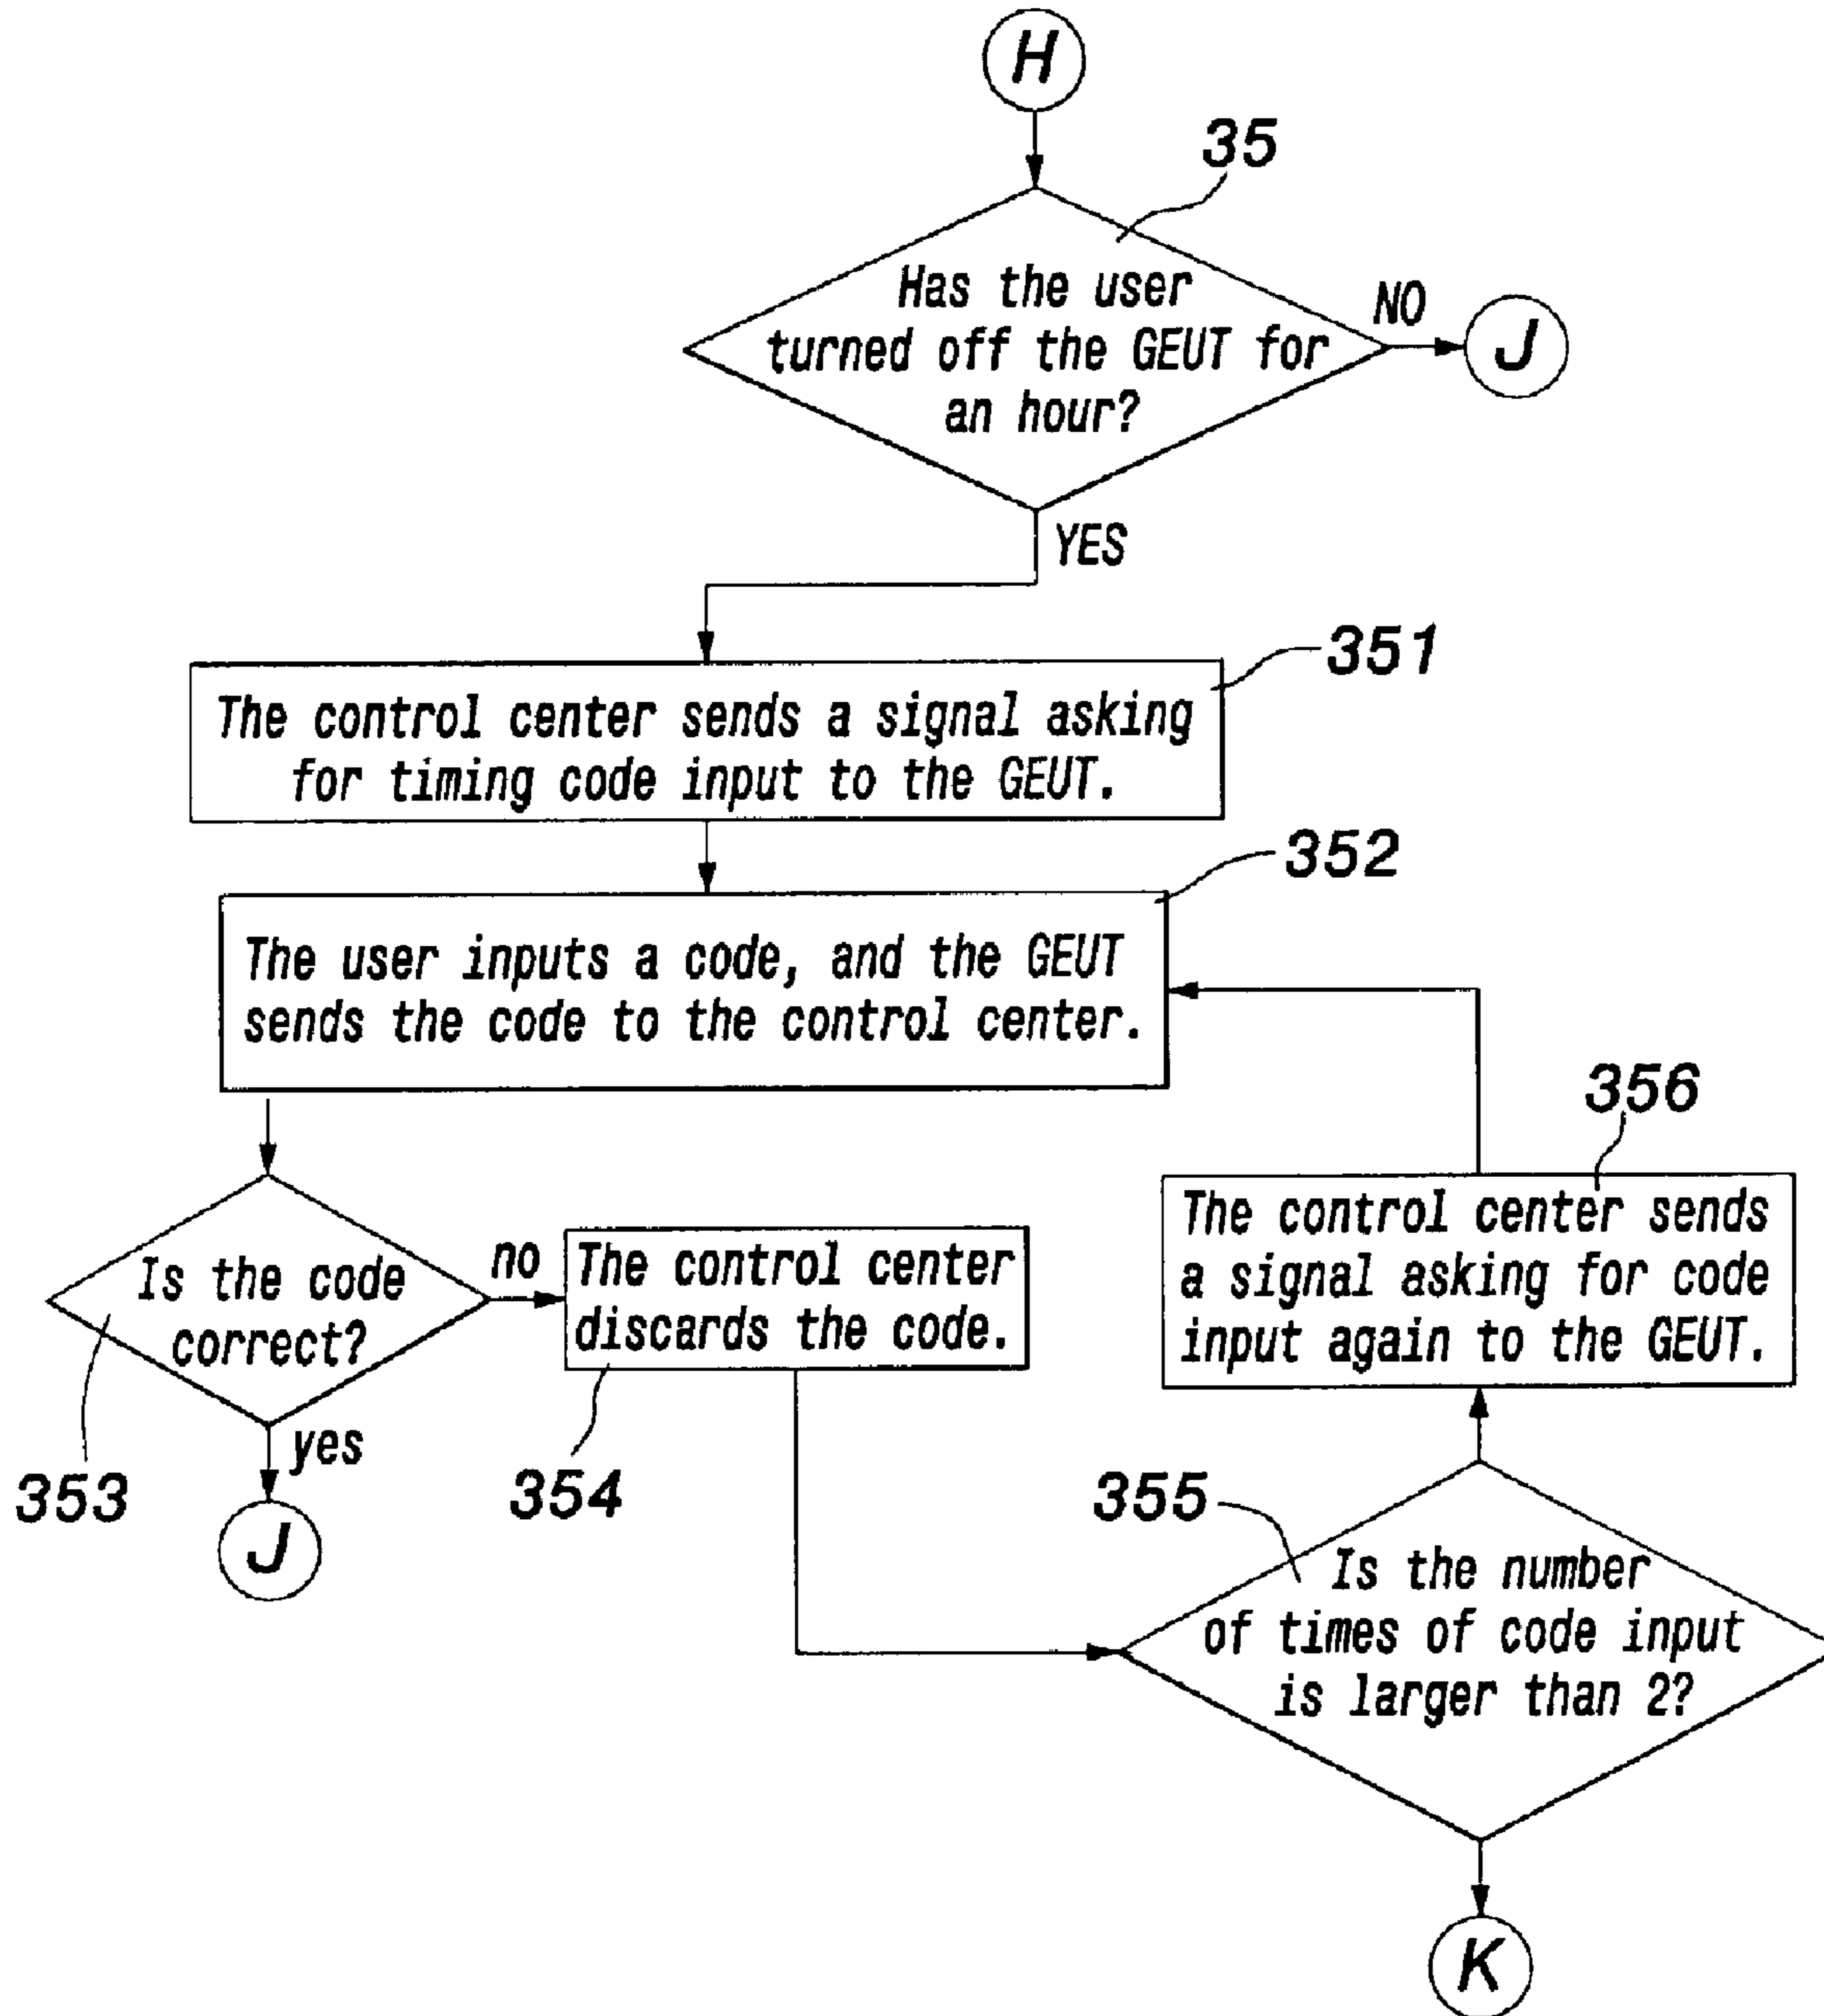 H
35
Has the user
turned off the GEUT for
an hour?
NO
J
YES
351
The control center sends a signal asking
for timing code input to the GEUT.
352
The user inputs a code, and the GEUT
sends the code to the control center.
353
Is the code
correct?
no
yes
J
354
The control center
discards the code.
356
The control center sends
a signal asking for code
input again to the GEUT.
355
Is the number
of times of code input
is larger than 2?
K